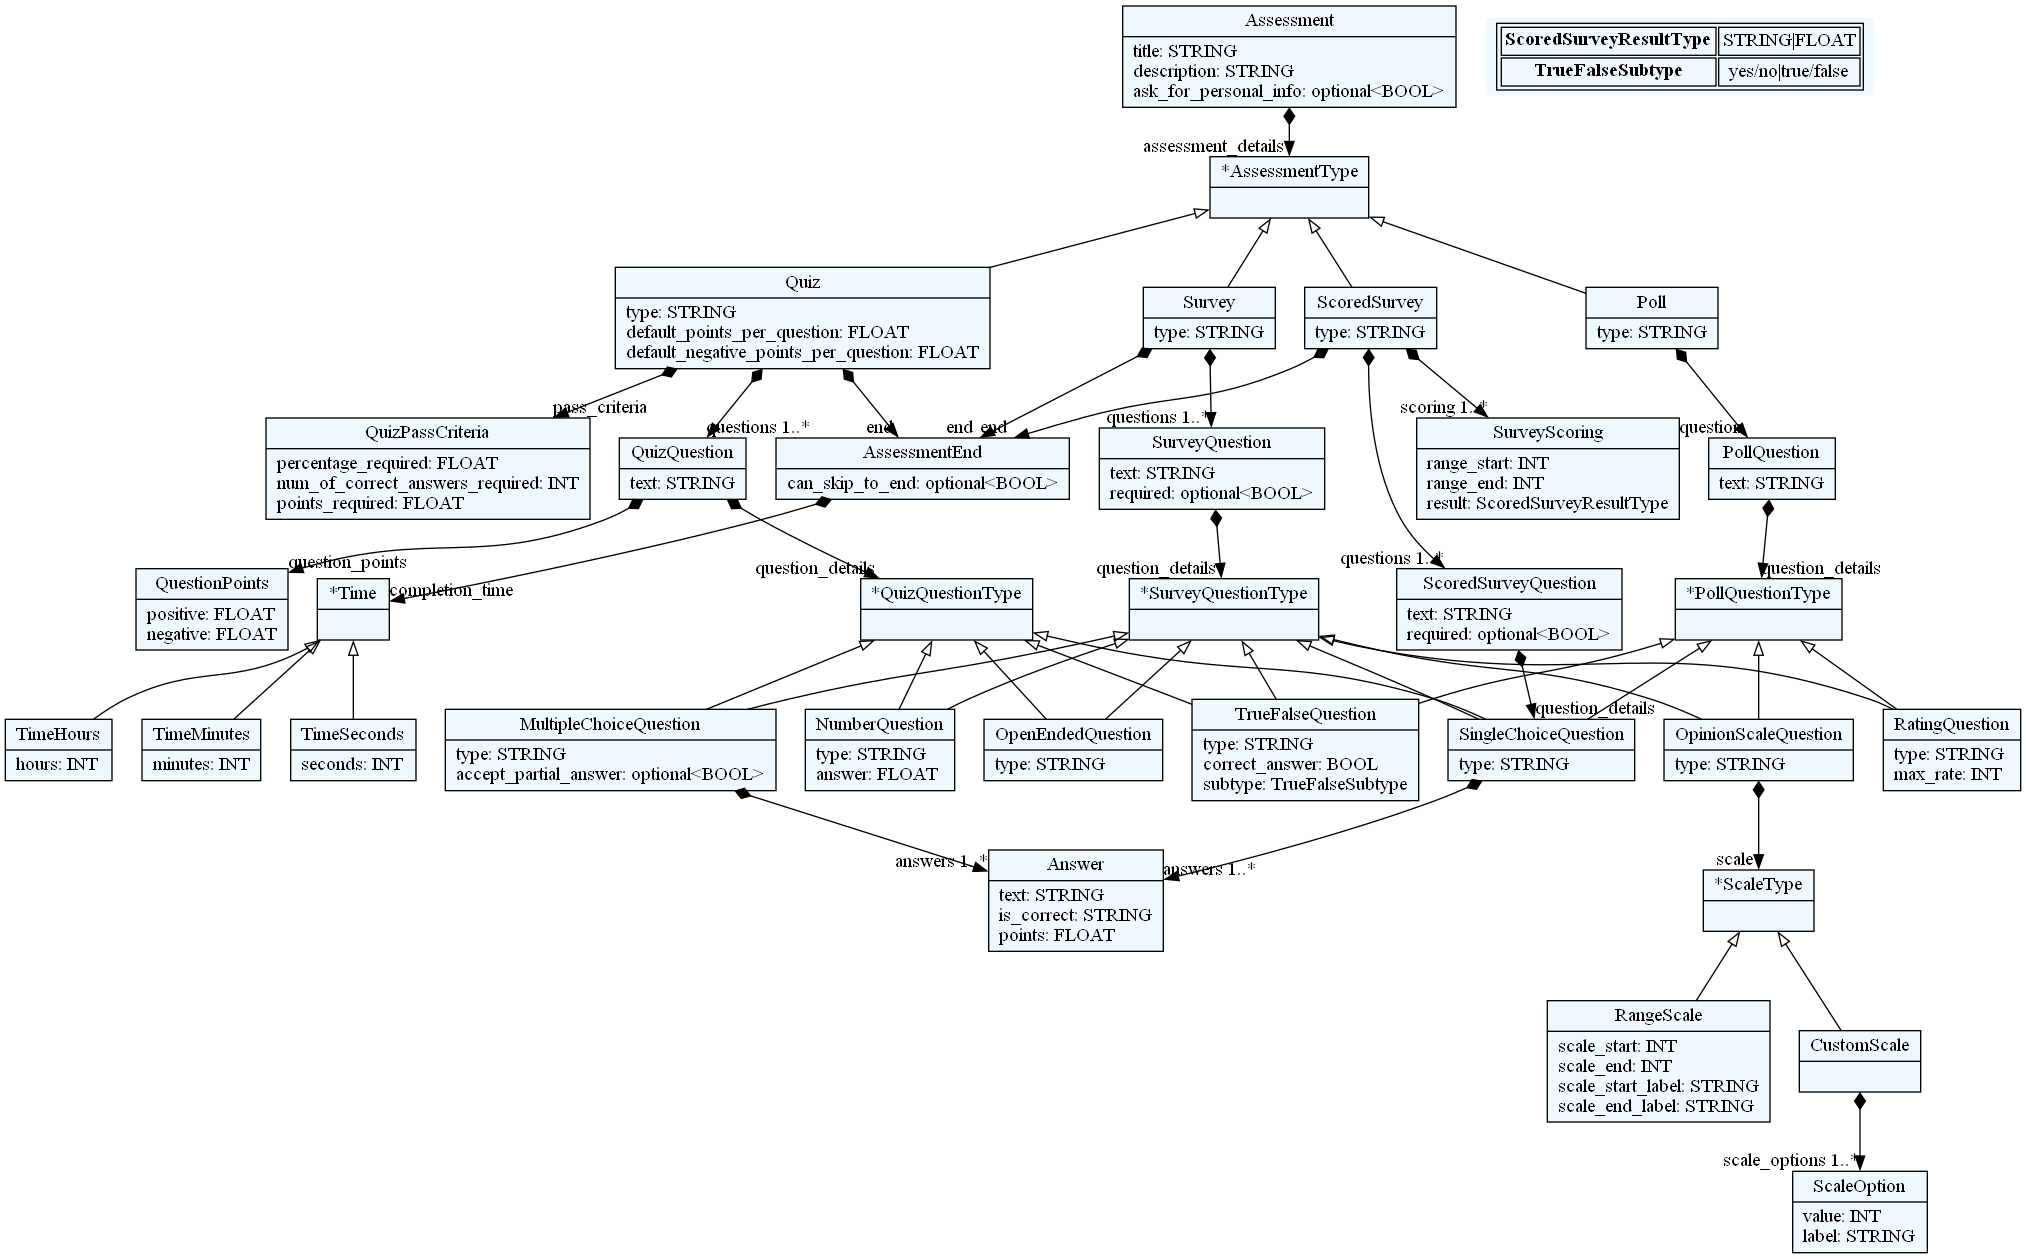 Assessment
title: STRING
description: STRING
ask_for_personal_info: optional<BOOL>
ScoredSurveyResultType STRING|FLOAT
TrueFalseSubtype yes/no|true/false
assessment_details
*AssessmentType
Quiz
type: STRING
default_points_per_question: FLOAT
default_negative_points_per_question: FLOAT
Survey
type: STRING
ScoredSurvey
type: STRING
Poll
type: STRING
pass_criteria
questions 1..*
end
end
end
questions 1..*
scoring 1..*
question
QuizPassCriteria
percentage_required: FLOAT
num_of_correct_answers_required: INT
points_required: FLOAT
QuizQuestion
text: STRING
AssessmentEnd
can_skip_to_end: optional<BOOL>
SurveyQuestion
text: STRING
required: optional<BOOL>
SurveyScoring
range_start: INT
range_end: INT
result: ScoredSurveyResultType
PollQuestion
text: STRING
question_points
completion_time
question_details
question_details
questions 1..*
question_details
QuestionPoints
positive: FLOAT
negative: FLOAT
*Time
*QuizQuestionType
*SurveyQuestionType
ScoredSurveyQuestion
text: STRING
required: optional<BOOL>
*PollQuestionType
question_details
TimeHours
hours: INT
TimeMinutes
minutes: INT
TimeSeconds
seconds: INT
MultipleChoiceQuestion
type: STRING
accept_partial_answer: optional<BOOL>
NumberQuestion
type: STRING
answer: FLOAT
OpenEndedQuestion
type: STRING
TrueFalseQuestion
type: STRING
correct_answer: BOOL
subtype: TrueFalseSubtype
SingleChoiceQuestion
type: STRING
OpinionScaleQuestion
type: STRING
RatingQuestion
type: STRING
max_rate: INT
answers 1..*
answers 1..*
scale
Answer
text: STRING
is_correct: STRING
points: FLOAT
*ScaleType
RangeScale
scale_start: INT
scale_end: INT
scale_start_label: STRING
scale_end_label: STRING
CustomScale
scale_options 1..*
ScaleOption
value: INT
label: STRING